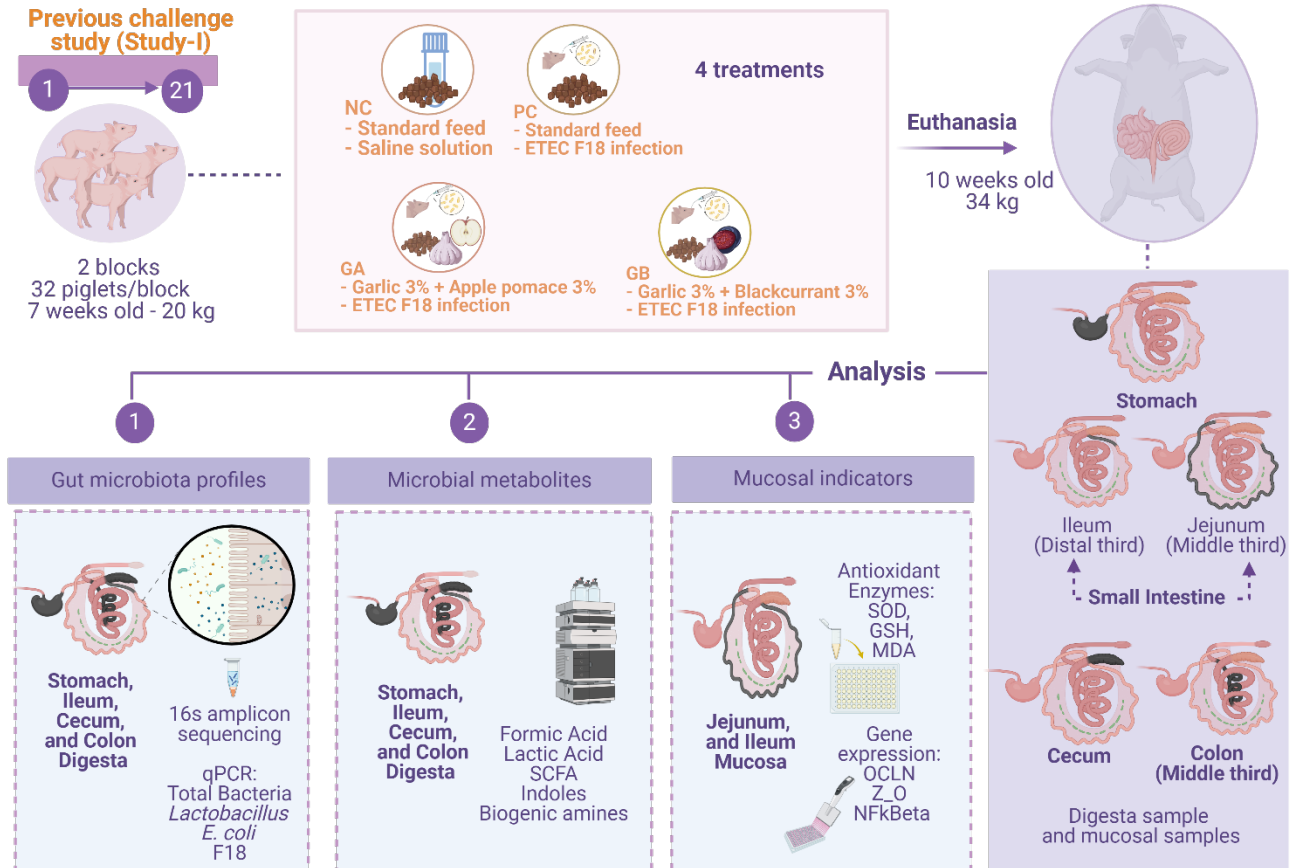 Previous challenge
study (Study-I)
1
21
2 blocks
32 piglets/block
7 weeks old - 20 kg
4 treatments
NC
- Standard feed
- Saline solution
PC
- Standard feed
- ETEC F18 infection
GA
- Garlic 3% + Apple pomace 3%
- ETEC F18 infection
GB
- Garlic 3% + Blackcurrant 3%
- ETEC F18 infection
Euthanasia
10 weeks old
34 kg
Analysis
1
2
3
Gut microbiota profiles
Stomach,
Ileum,
Cecum,
and Colon
Digesta
16s amplicon
sequencing
qPCR:
Total Bacteria
Lactobacillus
E. coli
F18
Microbial metabolites
Stomach,
Ileum,
Cecum,
and Colon
Digesta
Formic Acid
Lactic Acid
SCFA
Indoles
Biogenic amines
Mucosal indicators
Jejunum,
and Ileum
Mucosa
Antioxidant
Enzymes:
SOD,
GSH,
MDA
Gene
expression:
OCLN
Z_O
NFkBeta
Stomach
Ileum
(Distal third)
Jejunum
(Middle third)
Small Intestine
Cecum
Colon
(Middle third)
Digesta sample
and mucosal samples